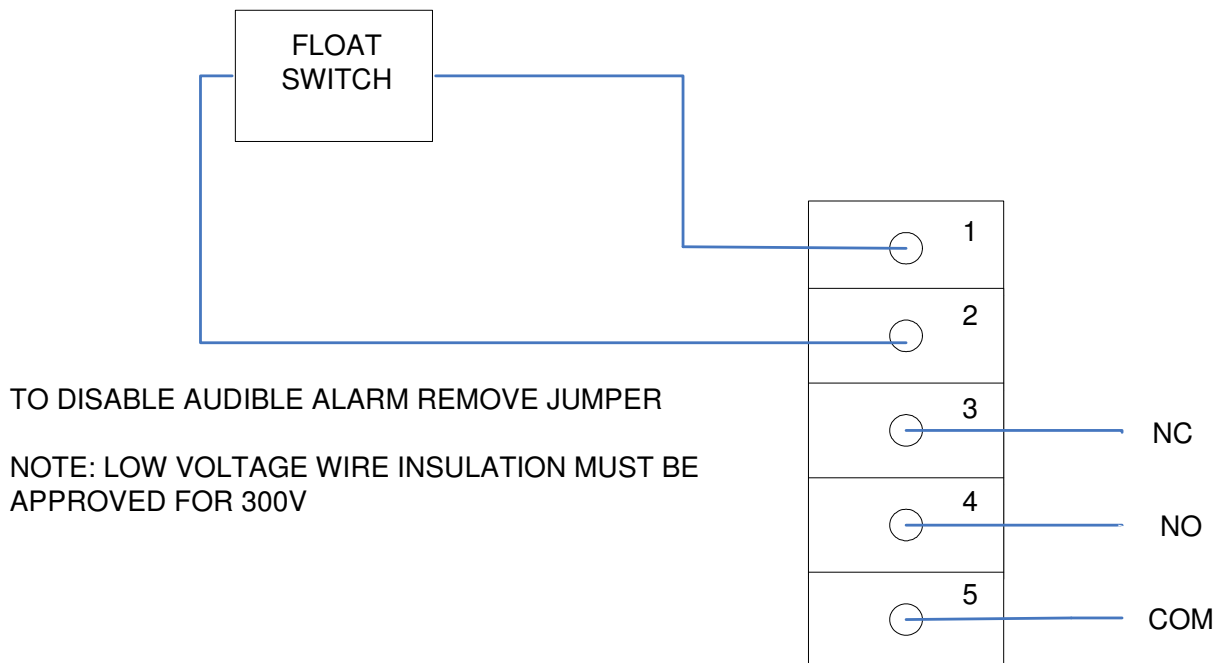 FLOAT
SWITCH
1
2
TO DISABLE AUDIBLE ALARM REMOVE JUMPER
3
NC
NOTE: LOW VOLTAGE WIRE INSULATION MUST BE
APPROVED FOR 300V
4
NO
5
COM